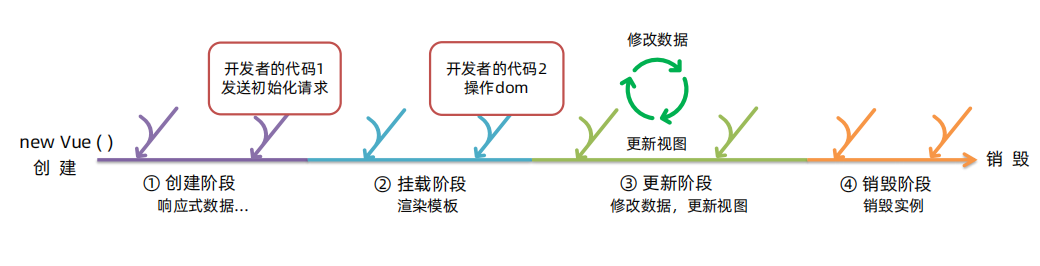 修改数据
开发者的代码1
发送初始化请求
开发者的代码2
操作dom
new Vue ( )
创 建
更新视图
销 毁
① 创建阶段
响应式数据...
② 挂载阶段
渲染模板
③ 更新阶段
修改数据，更新视图
④ 销毁阶段
销毁实例